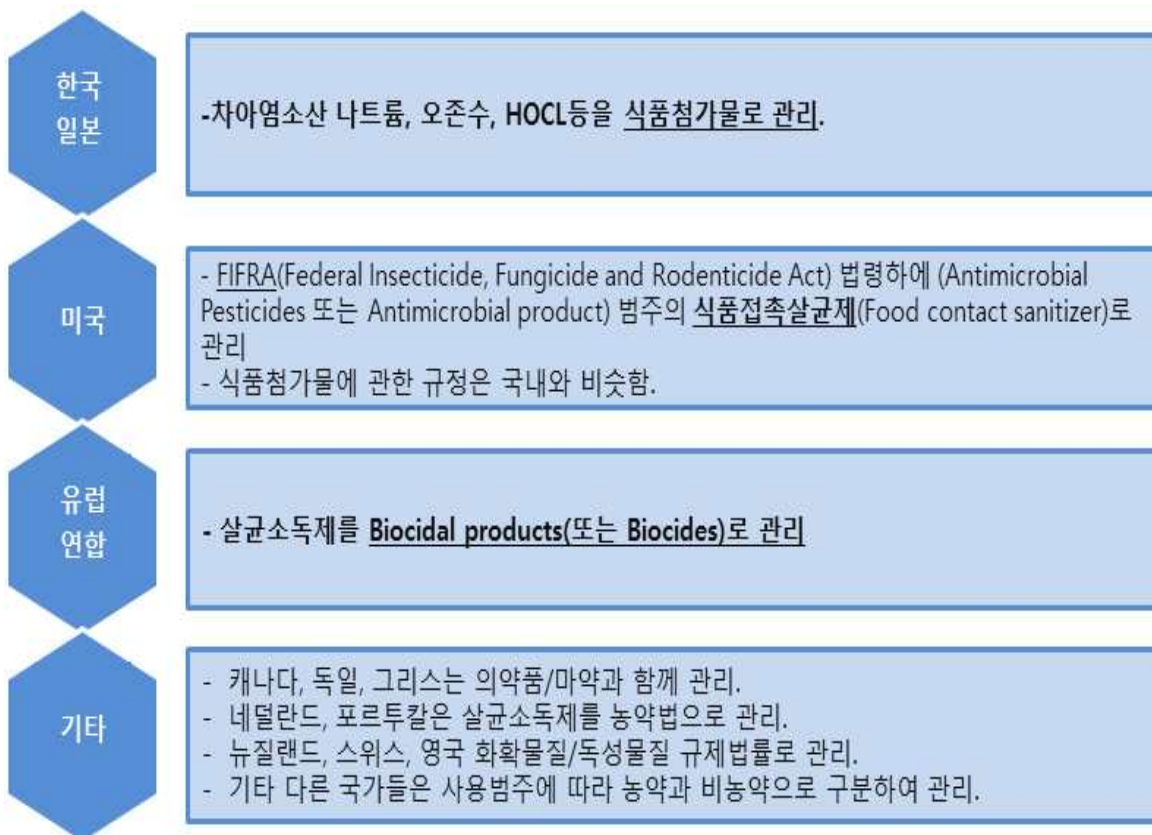 한국
일본
-차아염소산 나트륨, 오존수, HOCL등을 식품첨가물로 관리.
미국
- FIFRA(Federal Insecticide, Fungicide and Rodenticide Act) 법령하에 (Antimicrobial
Pesticides 또는 Antimicrobial product) 범주의 식품접촉살균제(Food contact sanitizer)로
관리
- 식품첨가물에 관한 규정은 국내와 비슷함.
유럽
연합
- 살균소독제를 Biocidal products(또는 Biocides)로 관리
기타
- 캐나다, 독일, 그리스는 의약품/마약과 함께 관리.
- 네덜란드, 포르투칼은 살균소독제를 농약법으로 관리.
- 뉴질랜드, 스위스, 영국 화확물질/독성물질 규제법률로 관리.
- 기타 다른 국가들은 사용범주에 따라 농약과 비농약으로 구분하여 관리.